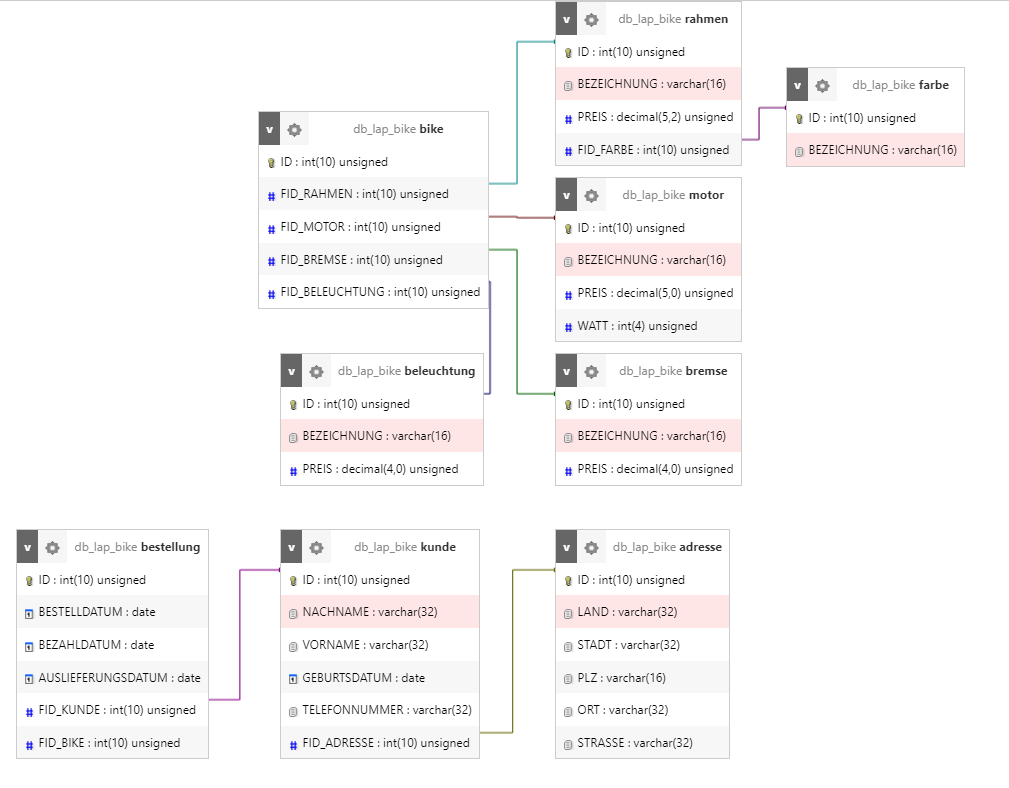 v db_lap_bike rahmen
ID : int(10) unsigned
BEZEICHNUNG : varchar(16)
PREIS : decimal(5,2) unsigned
FID_FARBE : int(10) unsigned
v db_lap_bike farbe
ID : int(10) unsigned
BEZEICHNUNG : varchar(16)
v db_lap_bike bike
ID : int(10) unsigned
# FID_RAHMEN : int(10) unsigned
# FID_MOTOR : int(10) unsigned
# FID_BREMSE : int(10) unsigned
# FID_BELEUCHTUNG : int(10) unsigned
v db_lap_bike motor
ID : int(10) unsigned
BEZEICHNUNG : varchar(16)
# PREIS : decimal(5,0) unsigned
# WATT : int(4) unsigned
v db_lap_bike beleuchtung
ID : int(10) unsigned
BEZEICHNUNG : varchar(16)
# PREIS : decimal(4,0) unsigned
v db_lap_bike bremse
ID : int(10) unsigned
BEZEICHNUNG : varchar(16)
# PREIS : decimal(4,0) unsigned
v db_lap_bike bestellung
ID : int(10) unsigned
BESTELLDATUM : date
BEZAHLDATUM : date
AUSLIEFERUNGSDATUM : date
# FID_KUNDE : int(10) unsigned
# FID_BIKE : int(10) unsigned
v db_lap_bike kunde
ID : int(10) unsigned
NACHNAME : varchar(32)
VORNAME : varchar(32)
GEBURTSDATUM : date
TELEFONNUMMER : varchar(32)
# FID_ADRESSE : int(10) unsigned
v db_lap_bike adresse
ID : int(10) unsigned
LAND : varchar(32)
STADT : varchar(32)
PLZ : varchar(16)
ORT : varchar(32)
STRASSE : varchar(32)